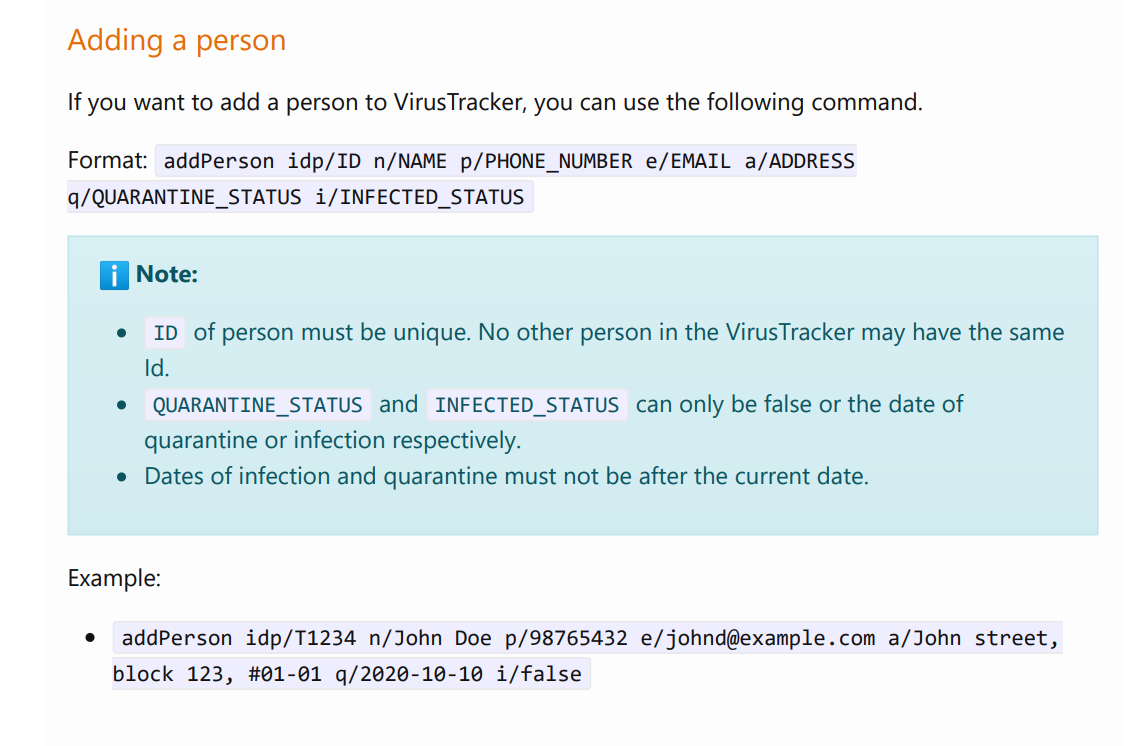 Adding a person
If you want to add a person to VirusTracker, you can use the following command.
Format: addPerson idp/ID n/NAME p/PHONE_NUMBER e/EMAIL a/ADDRESS
q/QUARANTINE_STATUS i/INFECTED_STATUS
ℹ️ Note:
• ID of person must be unique. No other person in the VirusTracker may have the same
Id.
• QUARANTINE_STATUS and INFECTED_STATUS can only be false or the date of
quarantine or infection respectively.
• Dates of infection and quarantine must not be after the current date.
Example:
• addPerson idp/T1234 n/John Doe p/98765432 e/johnd@example.com a/John street,
block 123, #01-01 q/2020-10-10 i/false